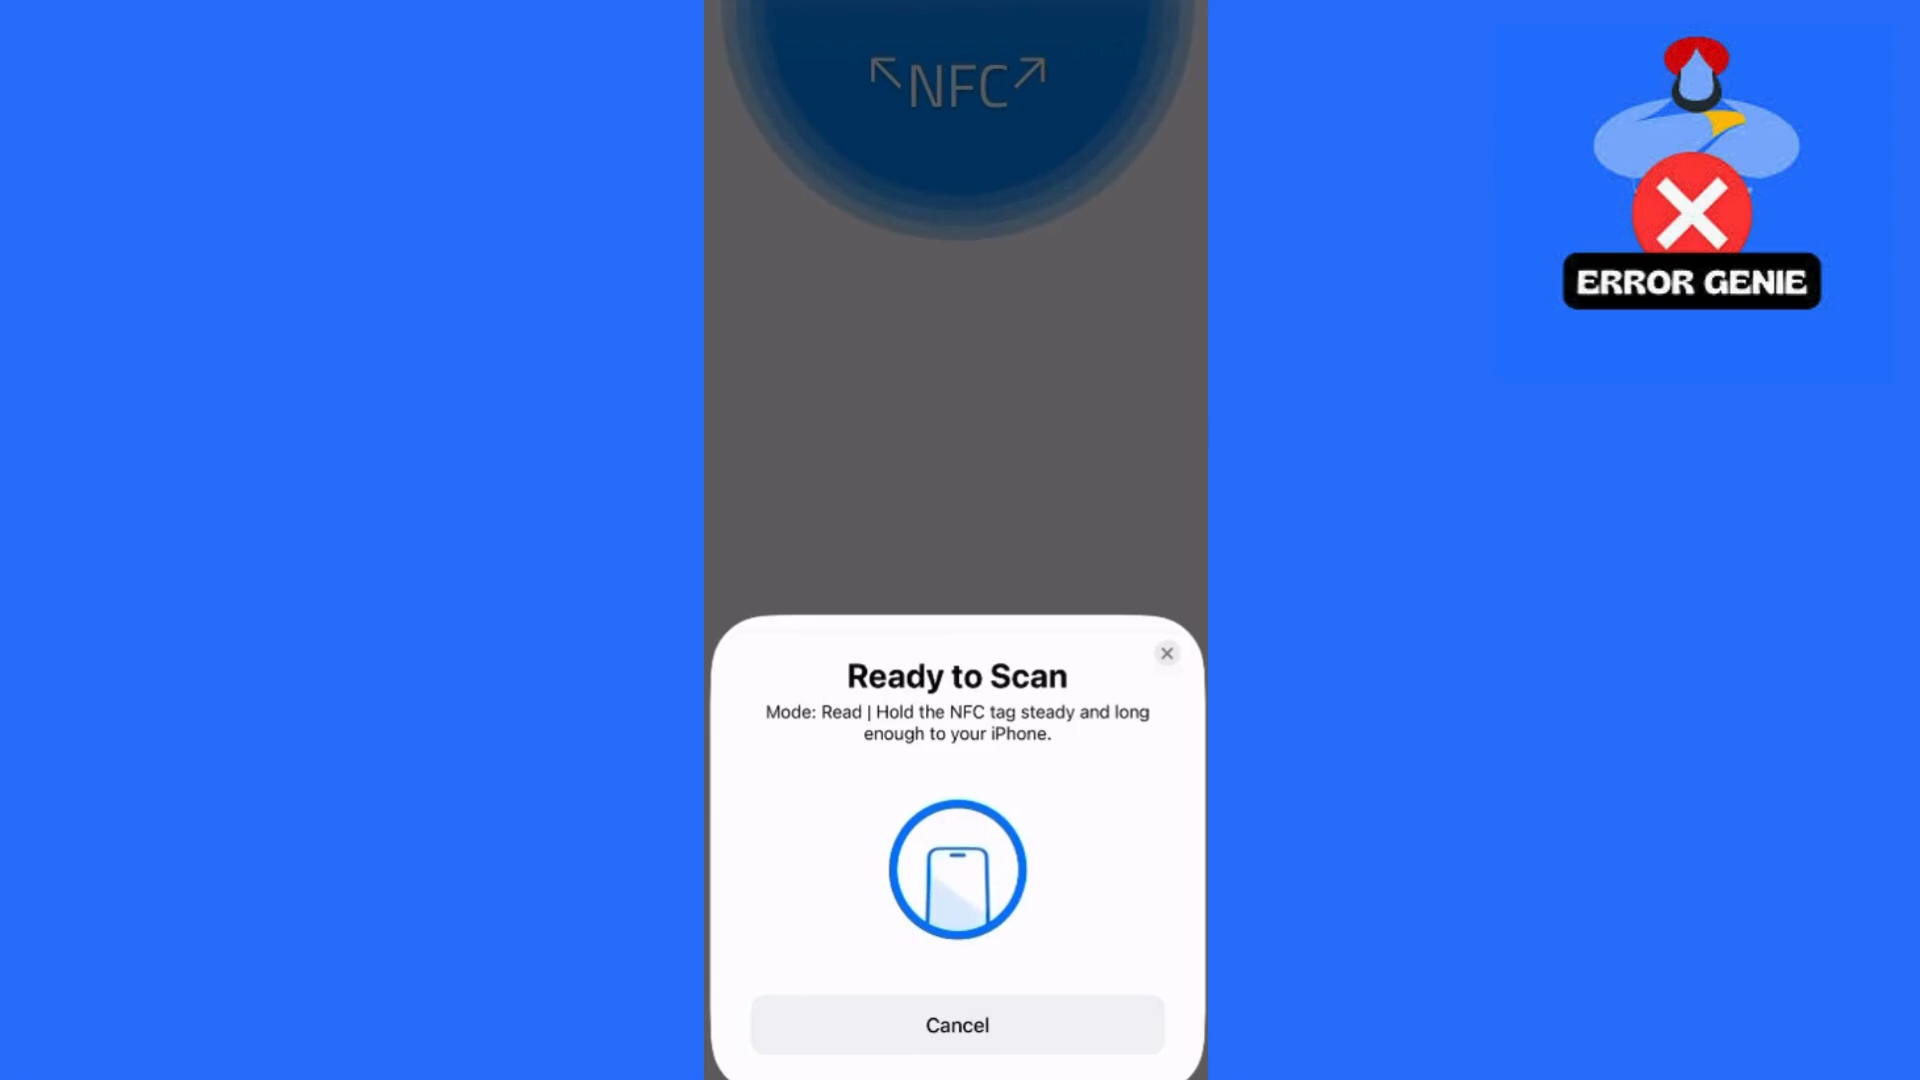 NFC
ERROR GENIE
Ready to Scan
Mode: Read | Hold the NFC tag steady and long
enough to your iPhone.
Cancel